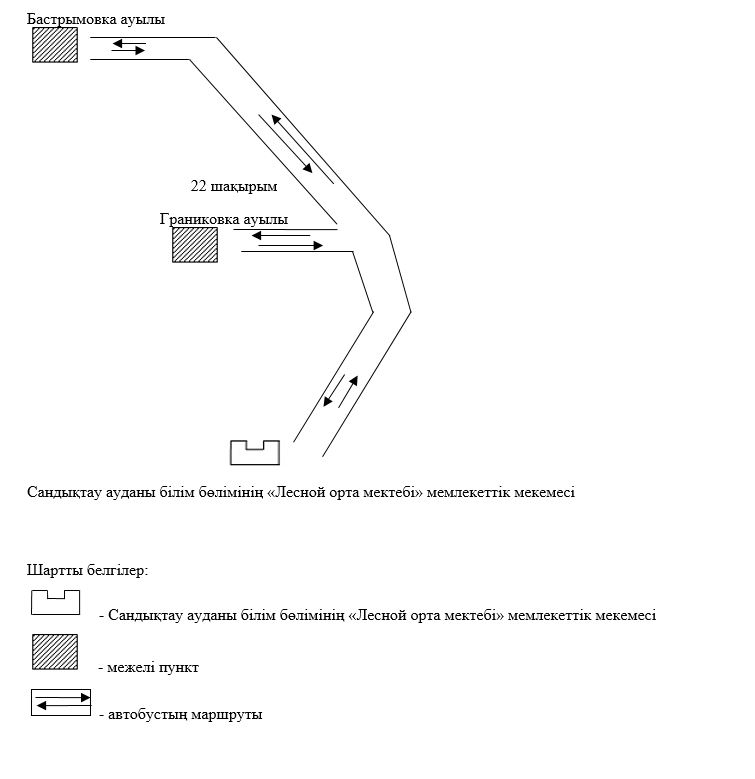 Бастрымовка ауылы
22 шақырым
Граниковка ауылы
Сандықтау ауданы білім бөлімінің «Лесной орта мектебі» мемлекеттік мекемесі
Шартты белгілер:
- Сандықтау ауданы білім бөлімінің «Лесной орта мектебі» мемлекеттік мекемесі
- межелі пункт
- автобустың маршруты